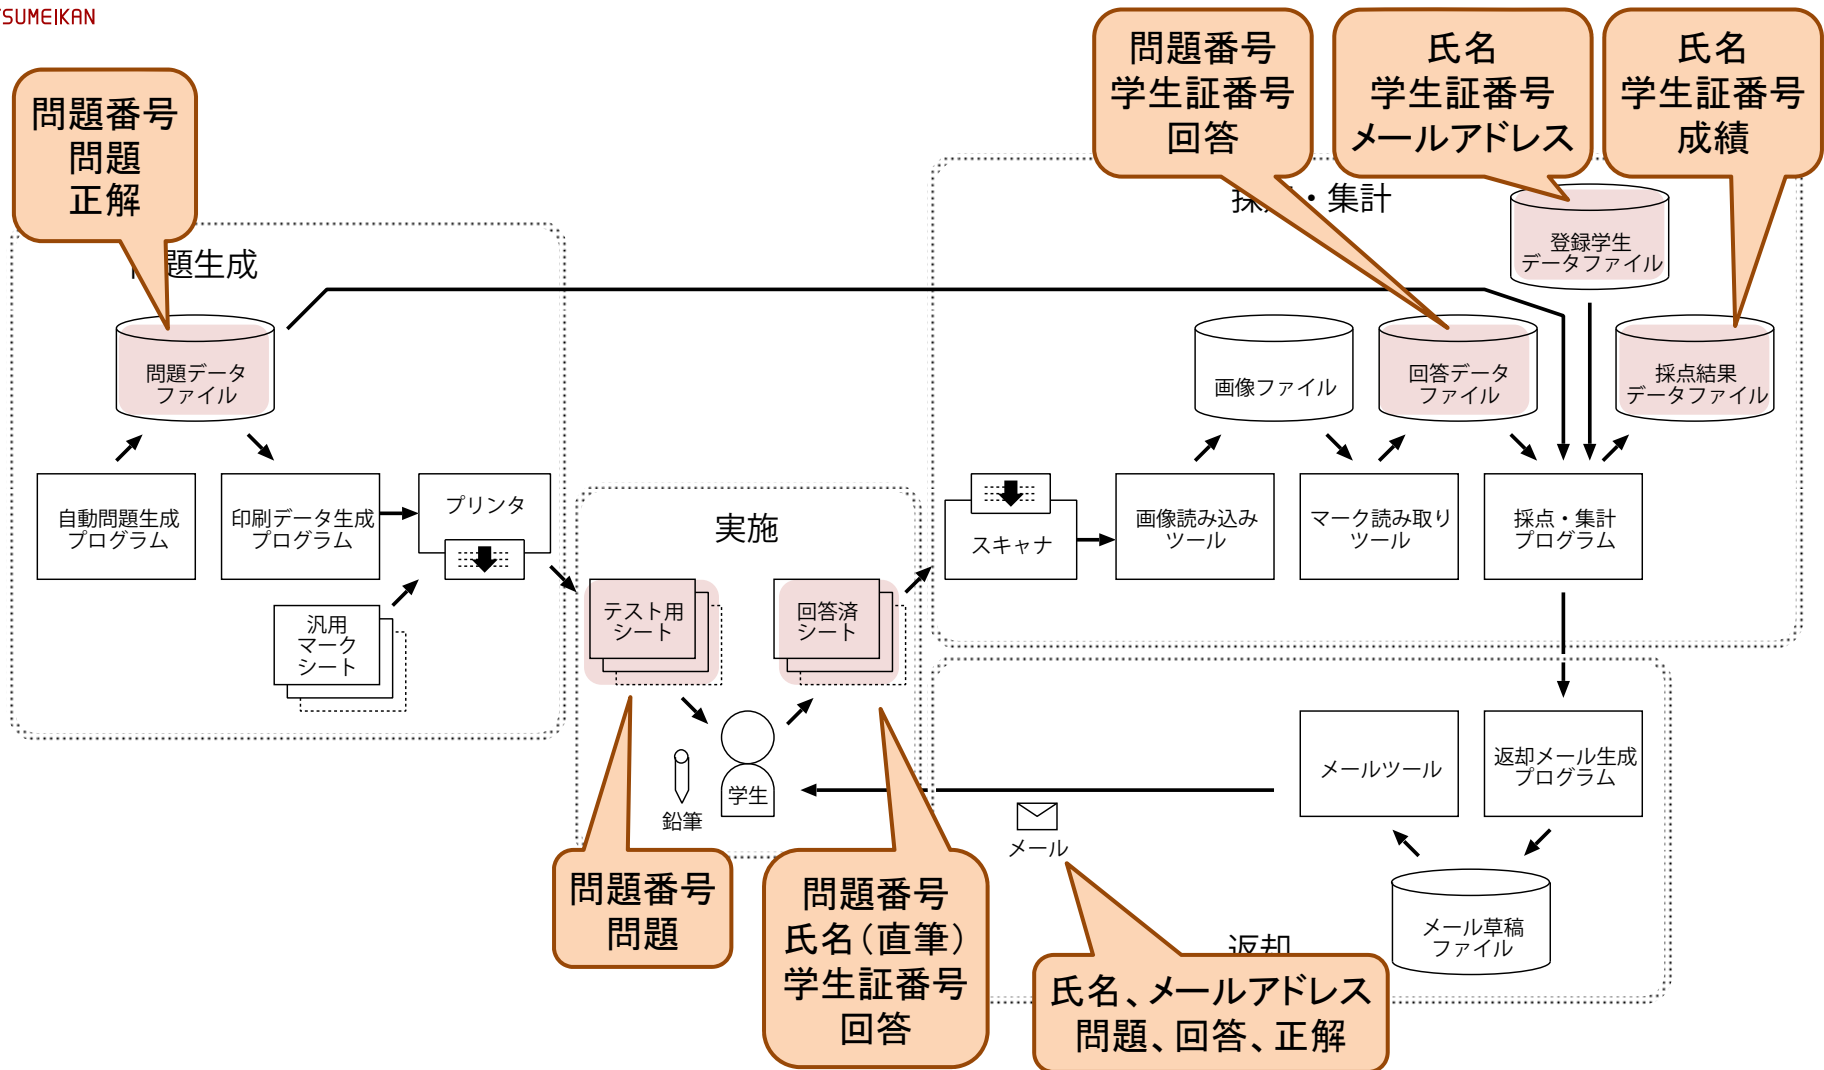 TSUMEIKAN
問題番号
問題
正解
問題番号
学生証番号
回答
氏名
学生証番号
メールアドレス
氏名
学生証番号
成績
題生成
採点・集計
登録学生
データファイル
問題データ
ファイル
画像ファイル
回答データ
ファイル
採点結果
データファイル
自動問題生成
プログラム
印刷データ生成
プログラム
プリンタ
汎用
マーク
シート
実施
テスト用
シート
回答済
シート
スキャナ
画像読み込み
ツール
マーク読み取り
ツール
採点・集計
プログラム
鉛筆
学生
メール
メールツール
返却メール生成
プログラム
メール草稿
ファイル
返却
問題番号
問題
問題番号
氏名(直筆)
学生証番号
回答
氏名、メールアドレス
問題、回答、正解